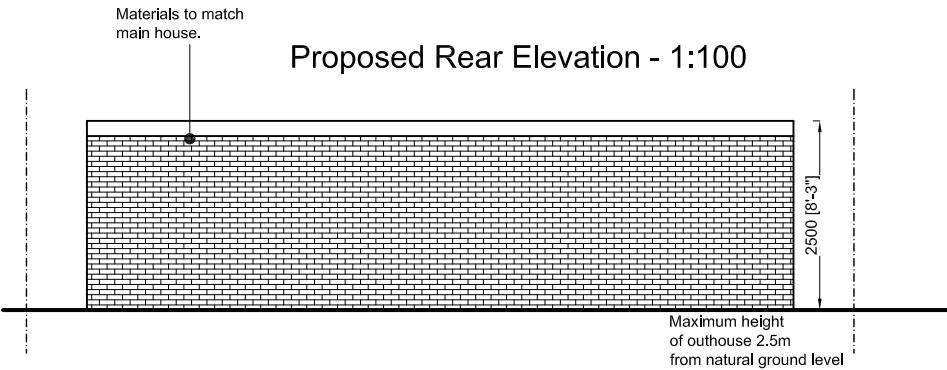 Materials to match
main house.
Proposed Rear Elevation - 1:100
2500 [8'-3"]
Maximum height
of outhouse 2.5m
from natural ground level